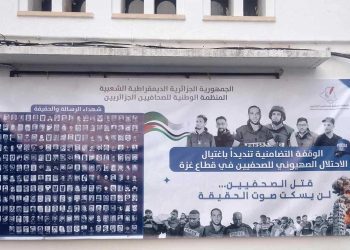 الجمهورية الجزائرية الديمقراطية الشعبية
المنظمة الوطنية للصحافيين الجزائريين
شهداء الرسالة والحقيقة
الوقفة التضامنية تنديداً باغتيال
الاحتلال الصهيوني للصحفيين في قطاع غزة
قتل الصحفيين...
لن يسكت صوت الحقيقة